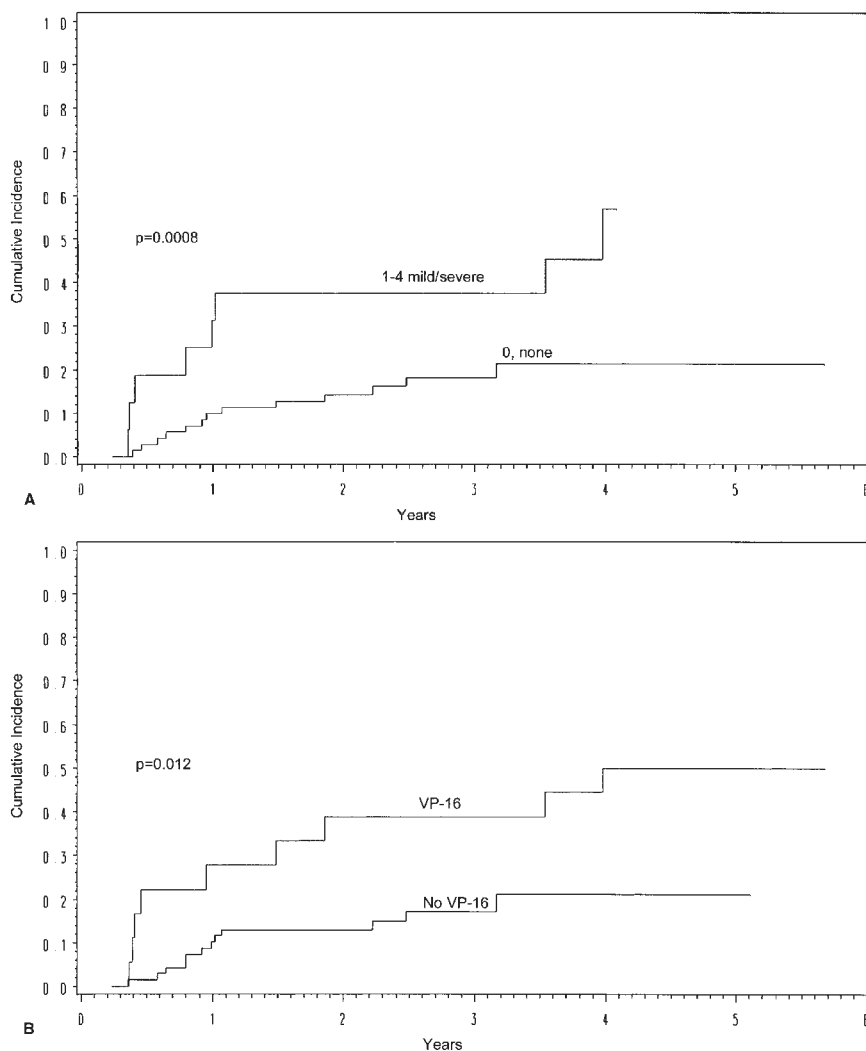 1 0
0 9
0 8
0 7
0 6
0 5
0 4
0 3
0 2
0 1
0 0
Cumulative Incidence
p=0.0008
1-4 mild/severe
0, none
0 1 2 3 4 5 6
A
Years
1.0
0.9
0.8
0.7
0.6
0.5
0.4
0.3
0.2
0.1
0 0
Cumulative Incidence
p=0.012
VP-16
No VP-16
0 1 2 3 4 5 6
B
Years